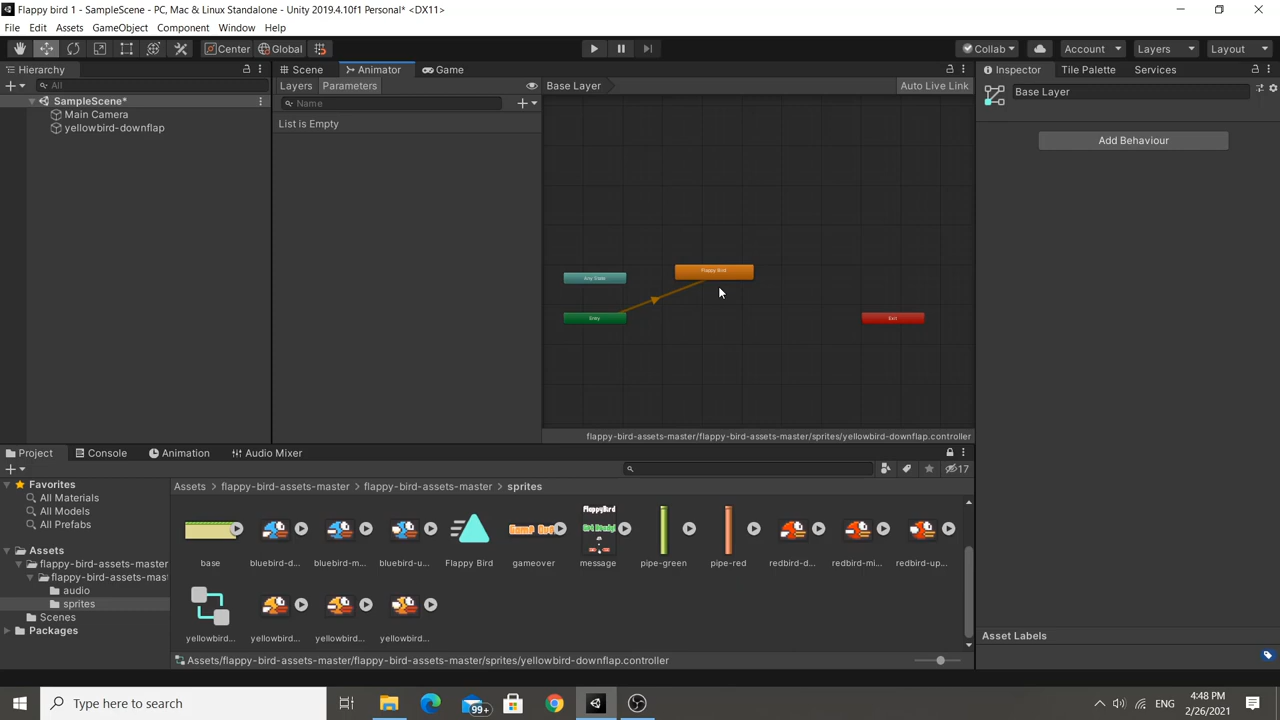 Flappy bird 1 - SampleScene - PC, Mac & Linux Standalone - Unity 2019.4.10f1 Personal* <DX11>
File Edit Assets GameObject Component Window Help
Center Global Collab Account Layers Layout
Hierarchy Scene Animator Game Inspector Tile Palette Services
All Layers Parameters Base Layer Auto Live Link Base Layer
SampleScene* Name
Main Camera List is Empty
yellowbird-downflap
Add Behaviour
Flappy Bird
Any State
Entry Exit
flappy-bird-assets-master/flappy-bird-assets-master/sprites/yellowbird-downflap.controller
Project Console Animation Audio Mixer
17
Favorites Assets flappy-bird-assets-master flappy-bird-assets-master sprites
All Materials
All Models
All Prefabs
Assets
flappy-bird-assets-master
flappy-bird-assets-mas
audio
sprites
Scenes
Packages
FlappyBird
Get Ready!
Game Over
base bluebird-d... bluebird-m... bluebird-u... Flappy Bird gameover message pipe-green pipe-red redbird-d... redbird-mi... redbird-up...
yellowbird... yellowbird... yellowbird... yellowbird...
Asset Labels
Assets/flappy-bird-assets-master/flappy-bird-assets-master/sprites/yellowbird-downflap.controller
Type here to search
99+
ENG
4:48 PM
2/26/2021